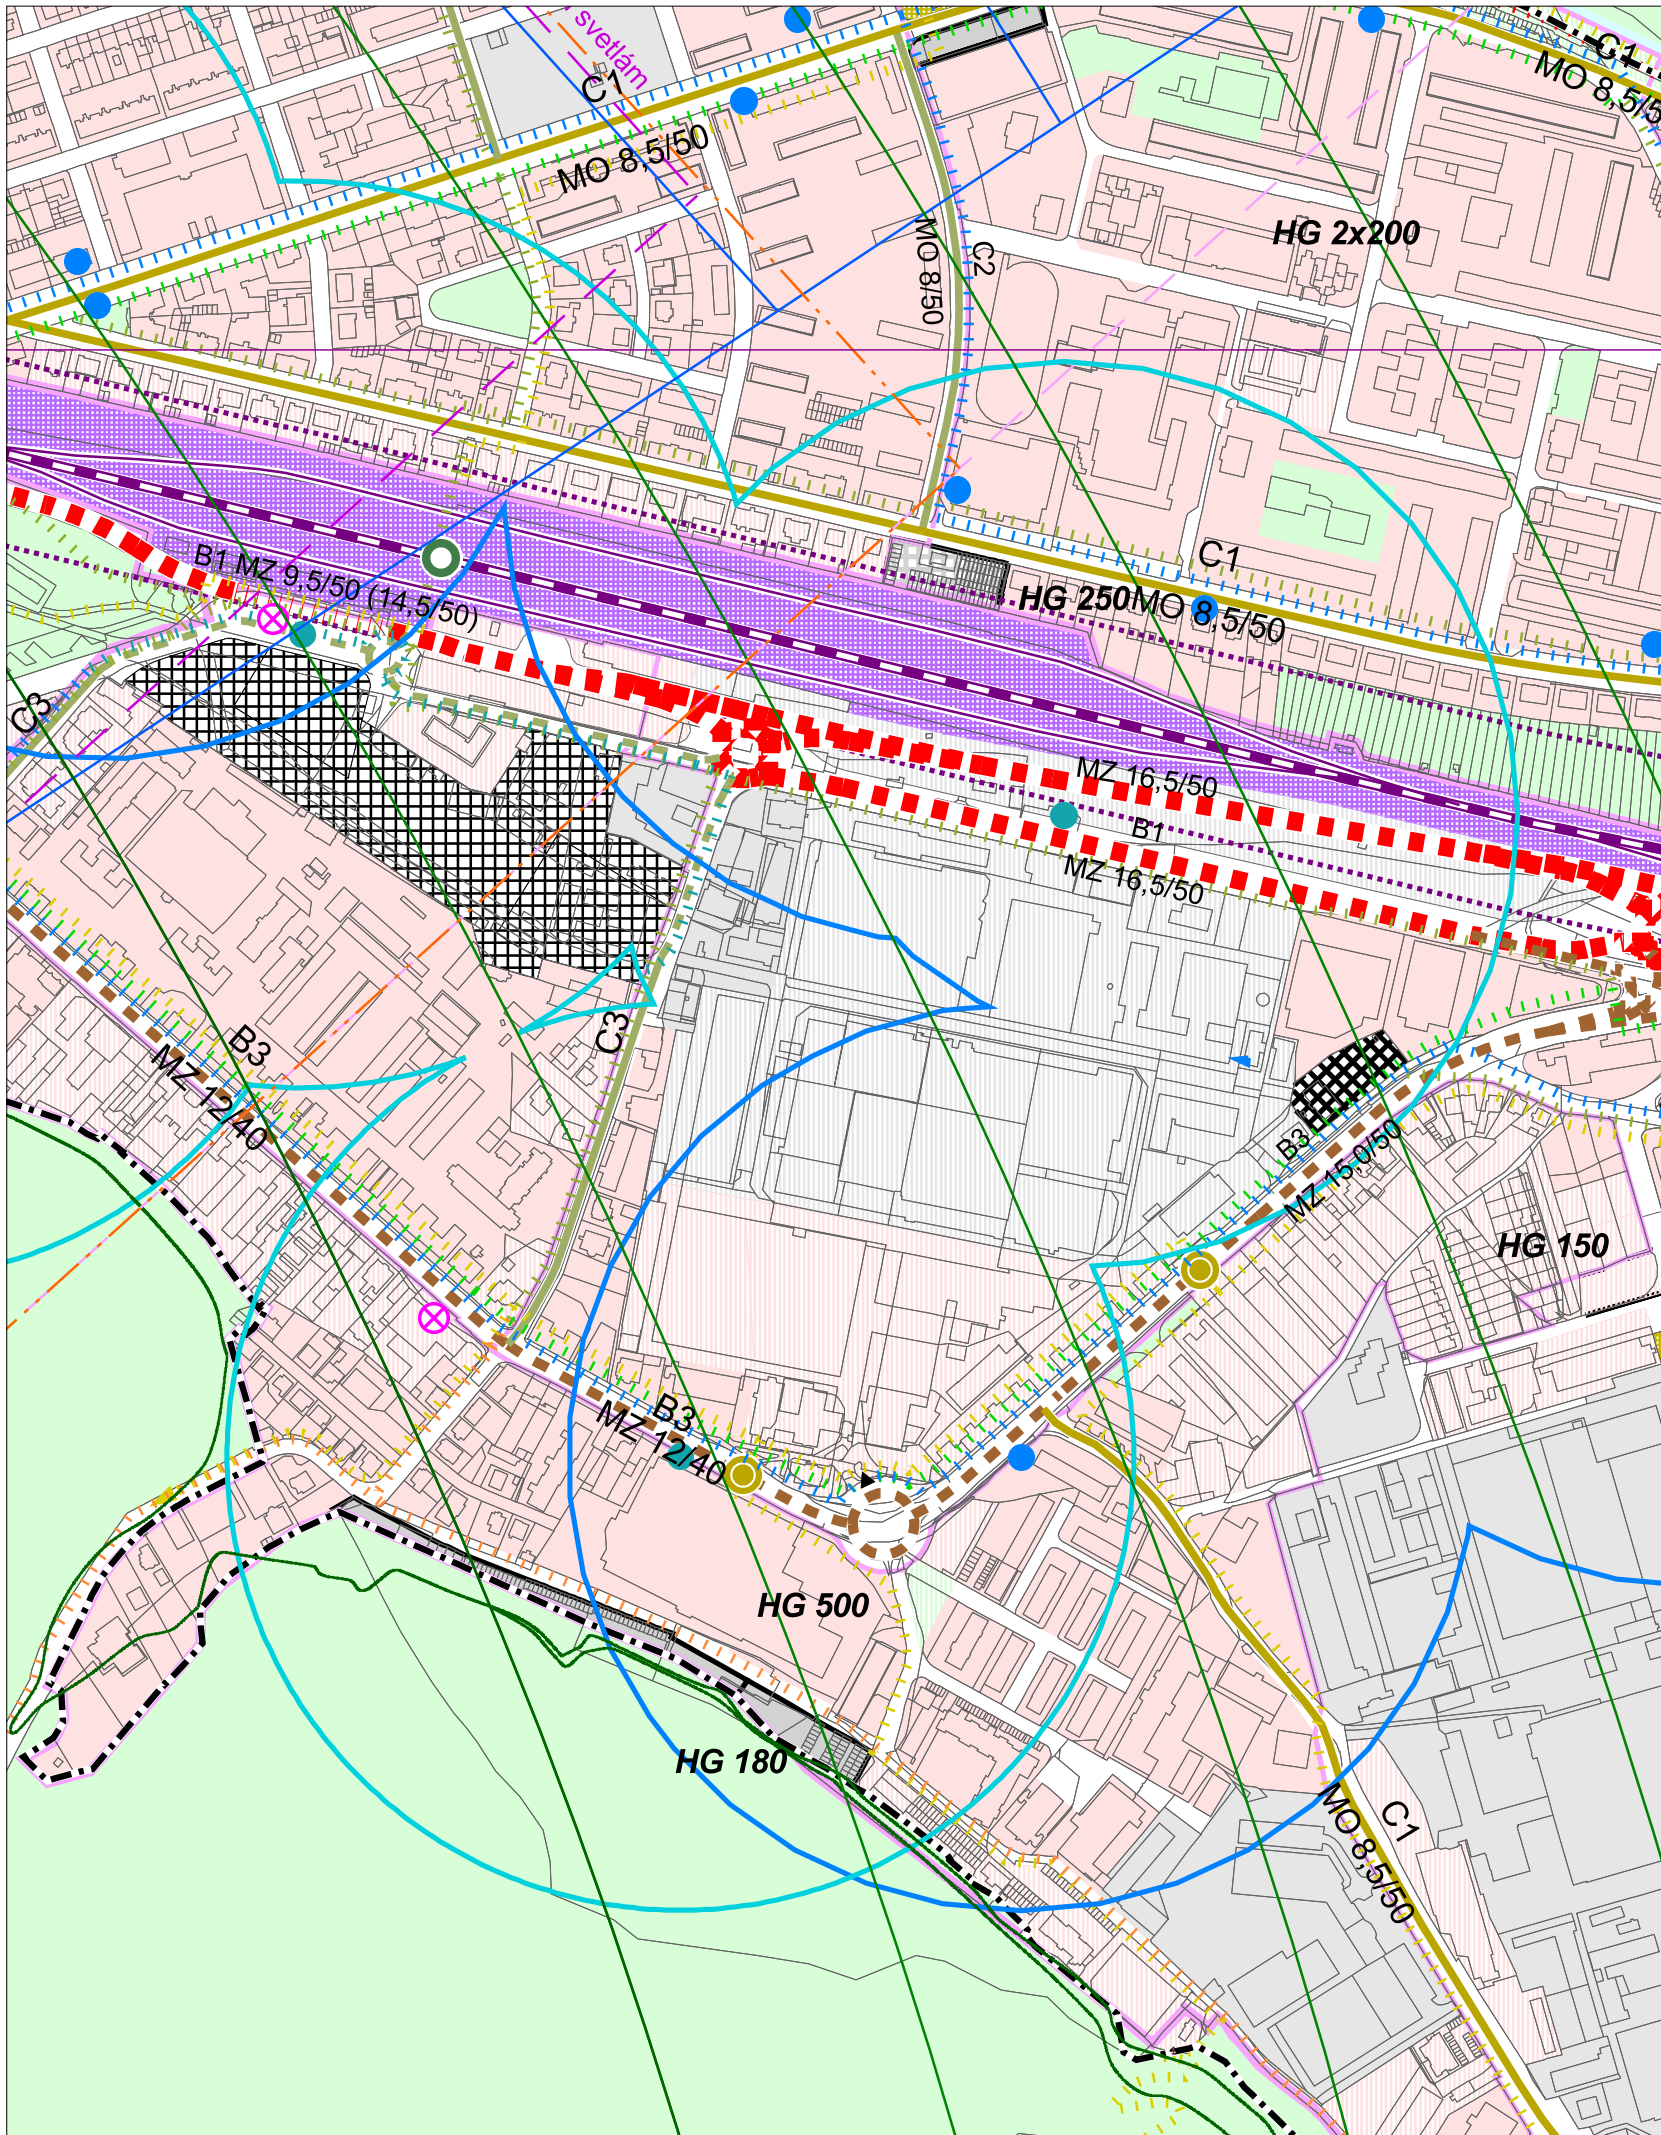 svetlám
C1
MO 8,5/50
C1
MO 8,5/5
MO 8/50
C2
HG 2x200
B1 MZ 9,5/50 (14,5/50)
C1
HG 250
MO 8,5/50
C3
MZ 16,5/50
B1
MZ 16,5/50
B3
MZ 12/40
C3
B3
MZ 15,0/50
HG 150
B3
MZ 12/40
HG 500
HG 180
C1
MO 8,5/50